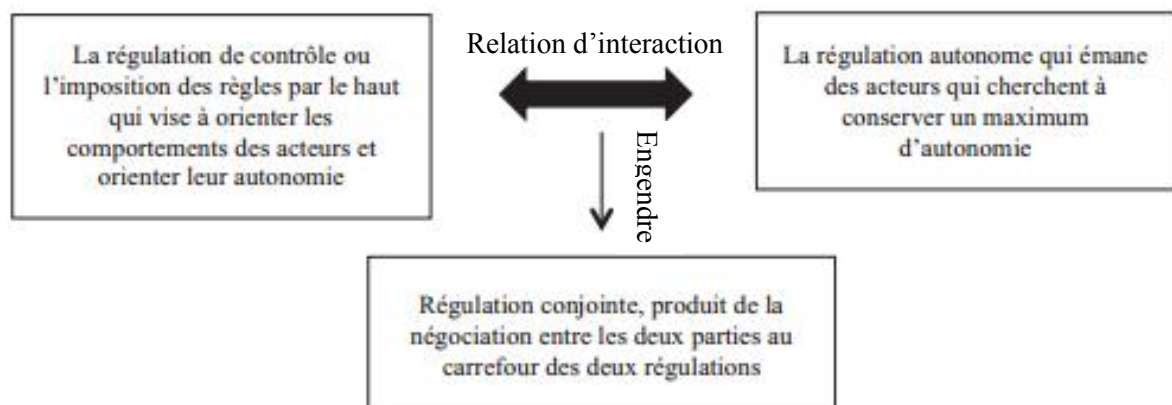 La régulation de contrôle ou
l'imposition des règles par le haut
qui vise à orienter les
comportements des acteurs et
orienter leur autonomie
Relation d'interaction
Engendre
La régulation autonome qui émane
des acteurs qui cherchent à
conserver un maximum
d'autonomie
Régulation conjointe, produit de la
négociation entre les deux parties au
carrefour des deux régulations